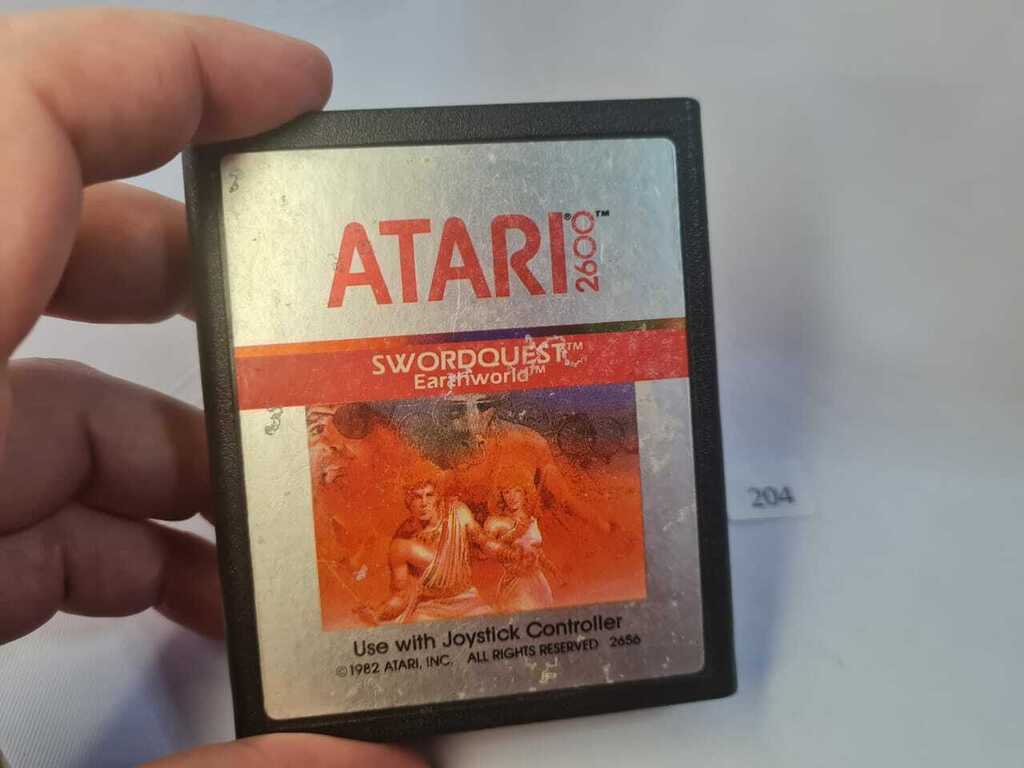 ATARI® 2600™
SWORDQUEST™
Earthworld™
Use with Joystick Controller
©1982 ATARI, INC. ALL RIGHTS RESERVED 2656
204